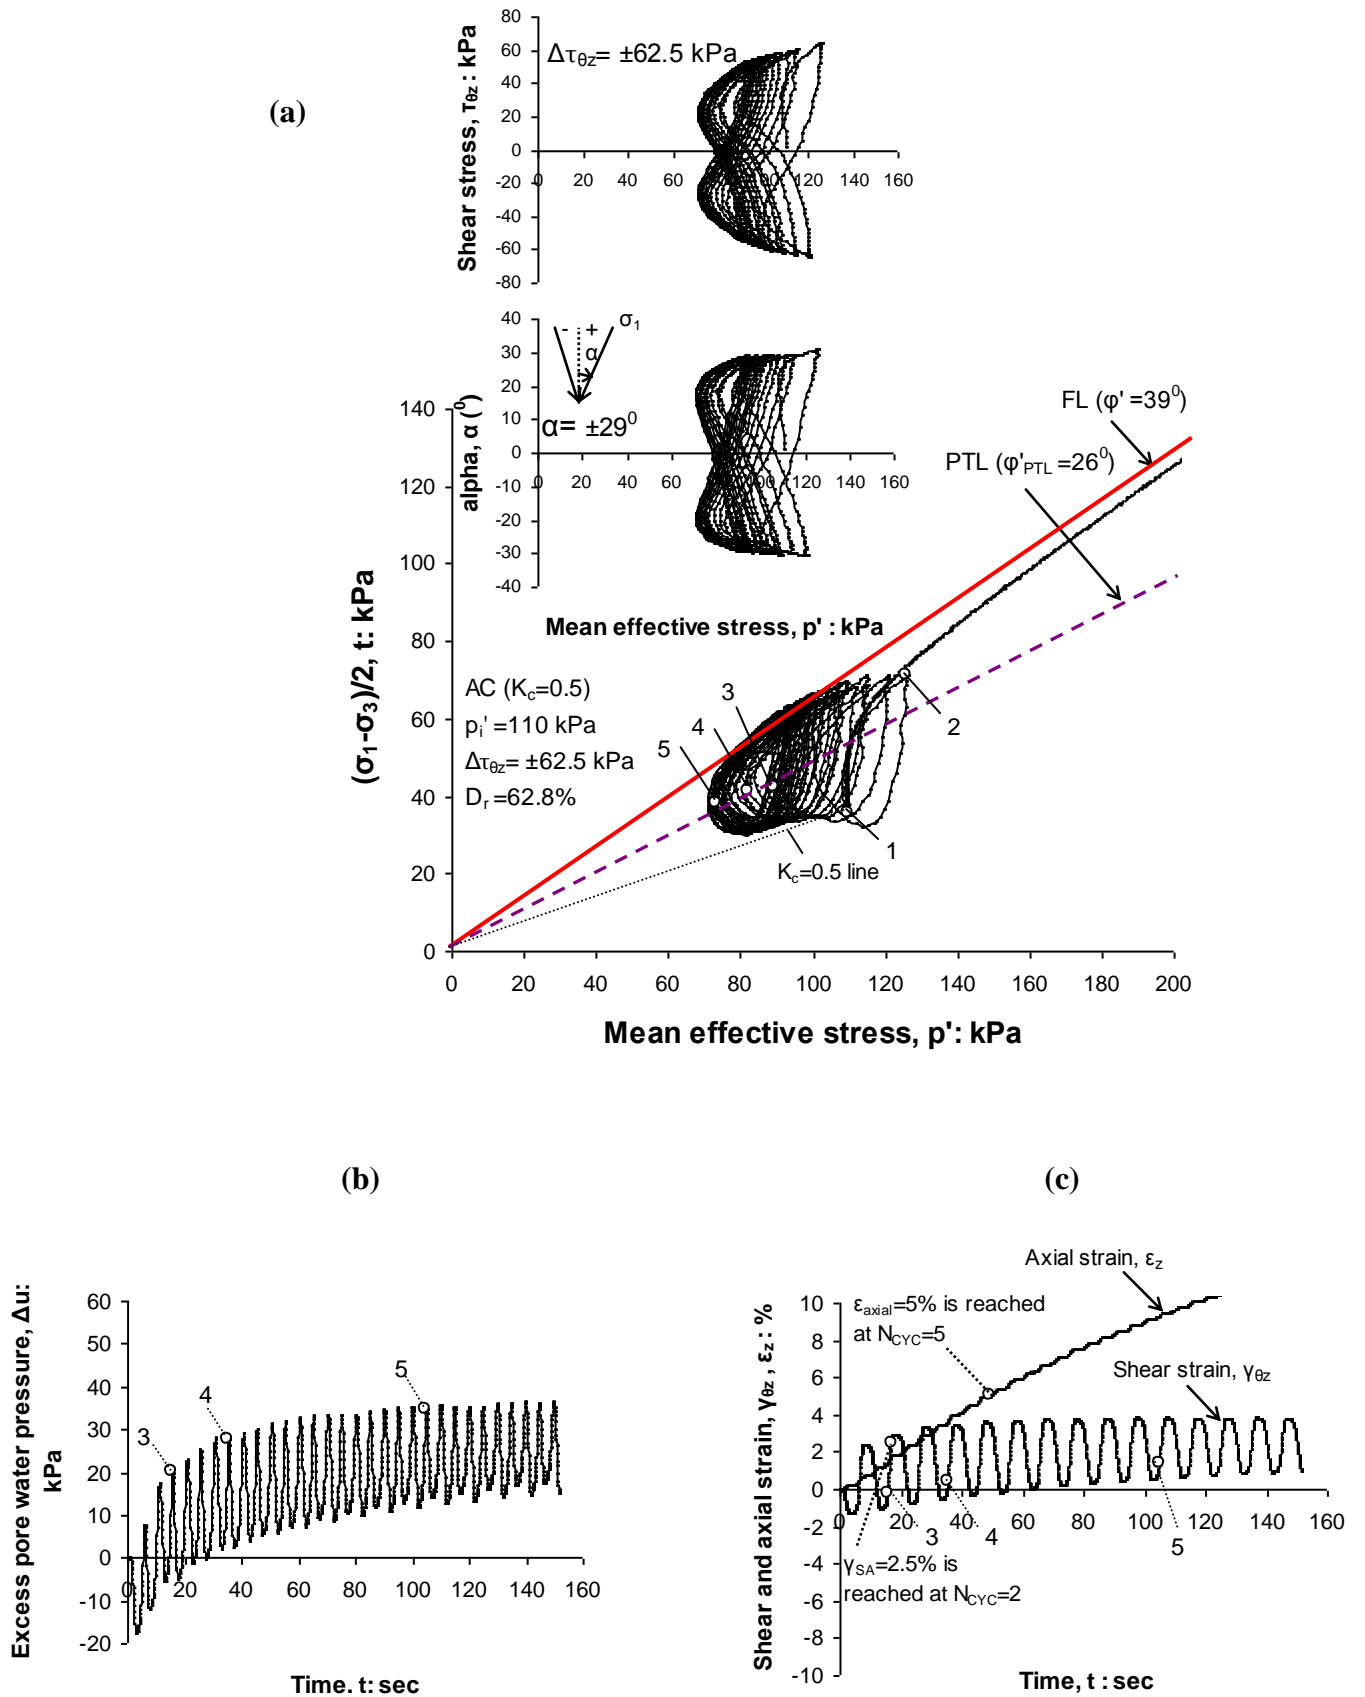 (a)
Shear stress, τθz : kPa
80
60
40
20
0
-20
-40
-60
-80
Δτθz= ±62.5 kPa
0 20 40 60 100 120 140 160
alpha, α (⁰)
40
30
20
10
0
-10
-20
-30
-40
- + σ1
α
α= ±29⁰
0 20 40 60 100 120 140 160
Mean effective stress, p' : kPa
(σ1-σ3)/2, t: kPa
140
120
100
80
60
40
20
0
FL (φ' =39⁰)
PTL (φ'PTL =26⁰)
AC (Kc=0.5)
pi'=110 kPa
Δτθz= ±62.5 kPa
Dr =62.8%
3
4
5
2
1
Kc=0.5 line
0 20 40 60 80 100 120 140 160 180 200
Mean effective stress, p': kPa
(b)
Excess pore water pressure, Δu:
kPa
60
50
40
30
20
10
0
-10
-20
3
4
5
0 20 40 60 80 100 120 140 160
Time. t: sec
(c)
Shear and axial strain, γθz , εz : %
10
8
6
4
2
0
-2
-4
-6
-8
-10
Axial strain, εz
εaxial=5% is reached
at NCYC=5
Shear strain, γθz
0 20 40 60 80 100 120 140 160
3
4
5
γSA=2.5% is
reached at NCYC=2
Time, t : sec